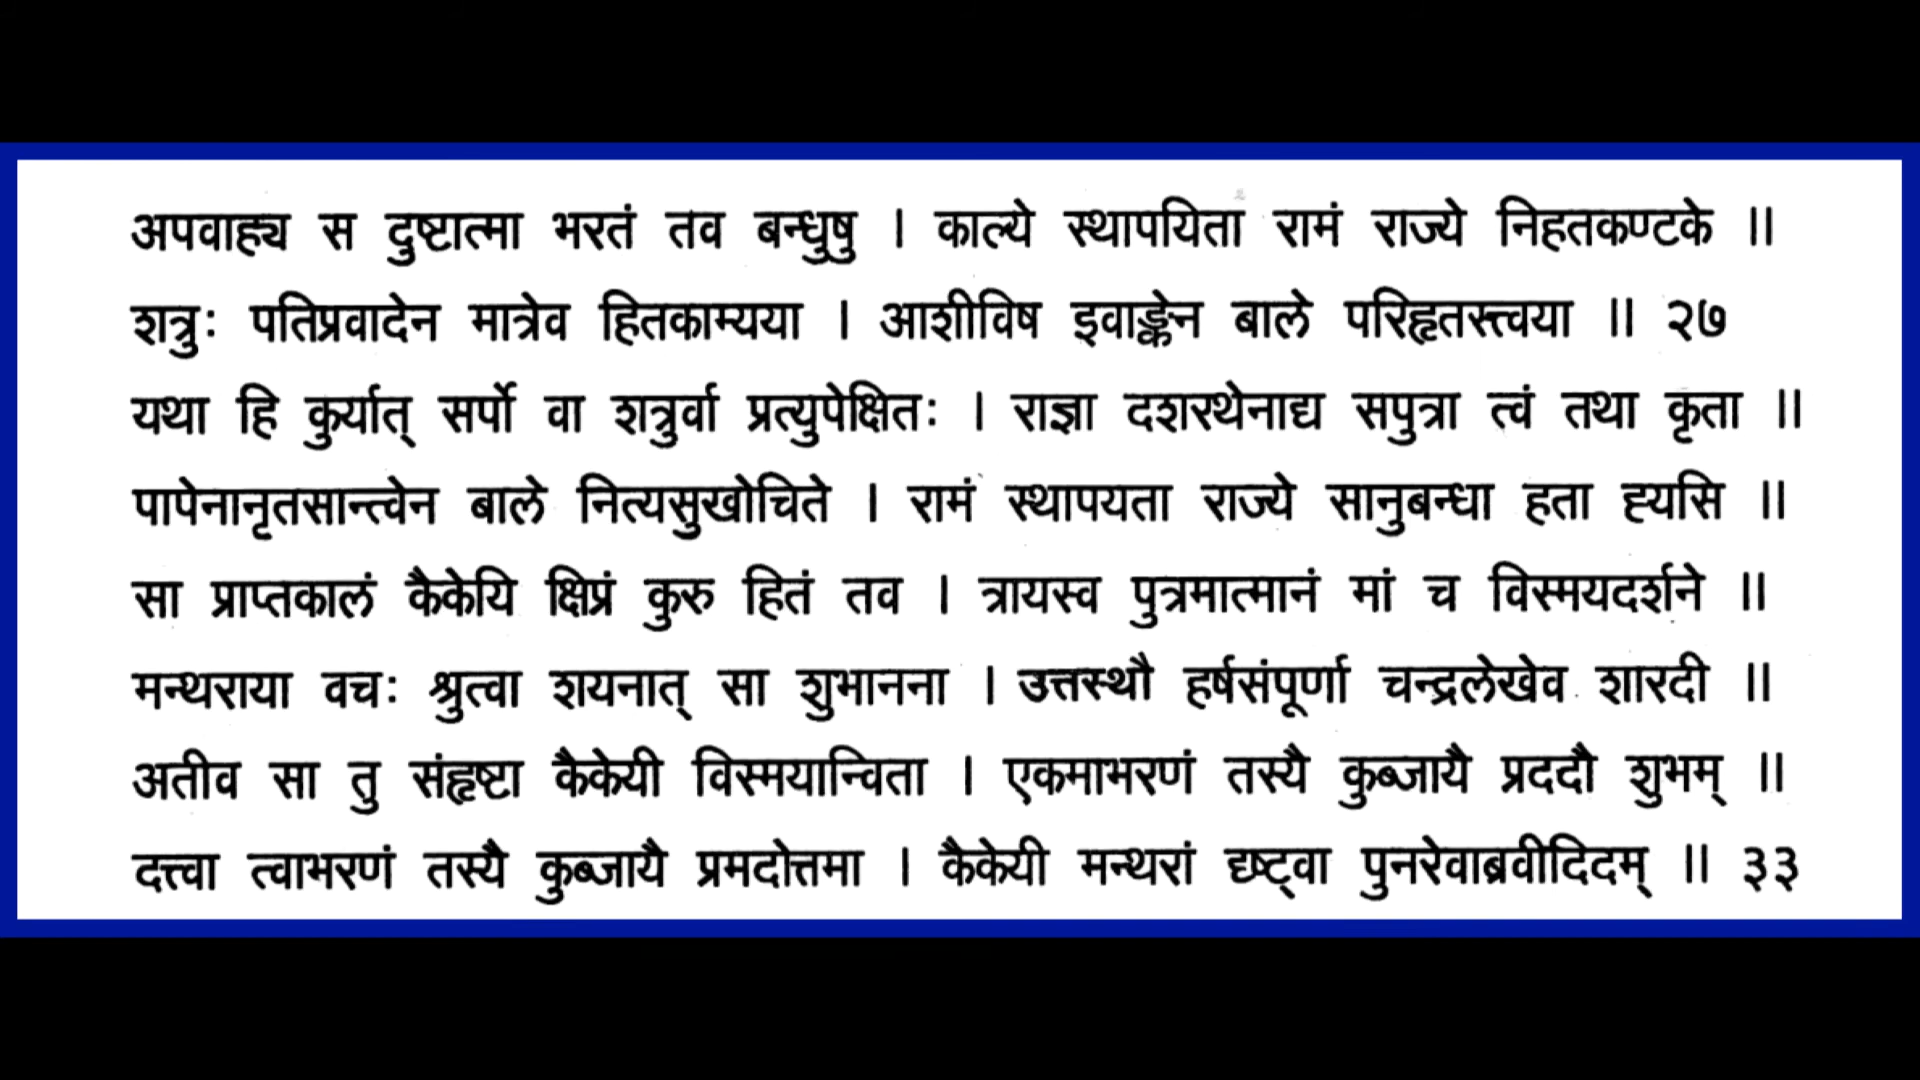 अपवाह्य स दुष्टात्मा भरतं तव बन्धुषु । काल्ये स्थापयिता रामं राज्ये निहतकण्टके ॥
शत्रुः पतिप्रवादेन मात्रेव हितकाम्यया । आशीविष इवाङ्केन बाले परिहृतस्त्वया ॥ २७
यथा हि कुर्यात् सर्पो वा शत्रुर्वा प्रत्युपेक्षितः । राज्ञा दशरथेनाद्य सपुत्रा त्वं तथा कृता ॥
पापेनानृतसान्त्वेन बाले नित्यसुखोचिते । रामं स्थापयता राज्ये सानुबन्धा हता ह्यसि ॥
सा प्राप्तकालं कैकेयि क्षिप्रं कुरु हितं तव । त्रायस्व पुत्रमात्मानं मां च विस्मयदर्शने ॥
मन्थराया वचः श्रुत्वा शयनात् सा शुभानना । उत्तस्थौ हर्षसंपूर्णा चन्द्रलेखेव शारदी ॥
अतीव सा तु संहृष्टा कैकेयी विस्मयान्विता । एकमाभरणं तस्यै कुब्जायै प्रददौ शुभम् ॥
दत्त्वा त्वाभरणं तस्यै कुब्जायै प्रमदोत्तमा । कैकेयी मन्थरां दृष्ट्वा पुनरेवाब्रवीदिदम् ॥ ३३